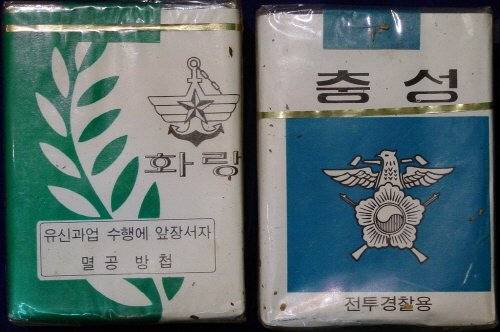 화랑
유신과업 수행에 앞장서자
멸공 방첩
충성
전투경찰용